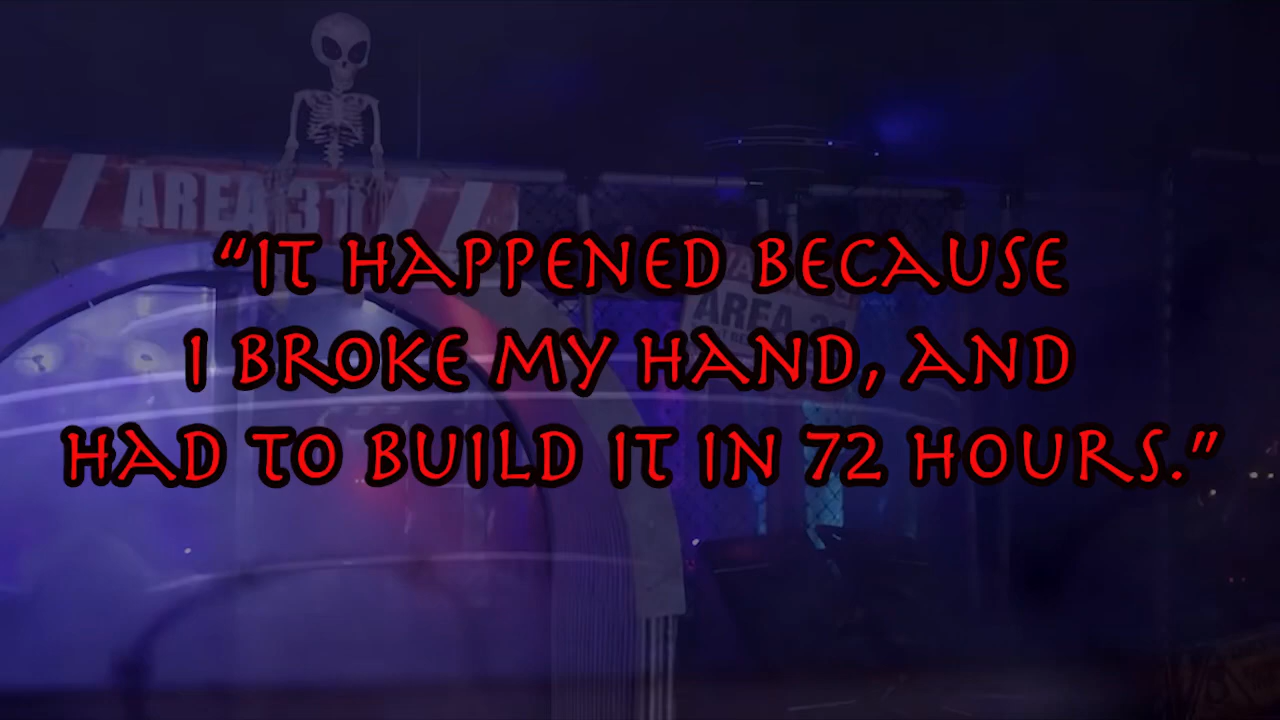 AREA 31
AREA 31
“IT HAPPENED BECAUSE
I BROKE MY HAND, AND
HAD TO BUILD IT IN 72 HOURS.”